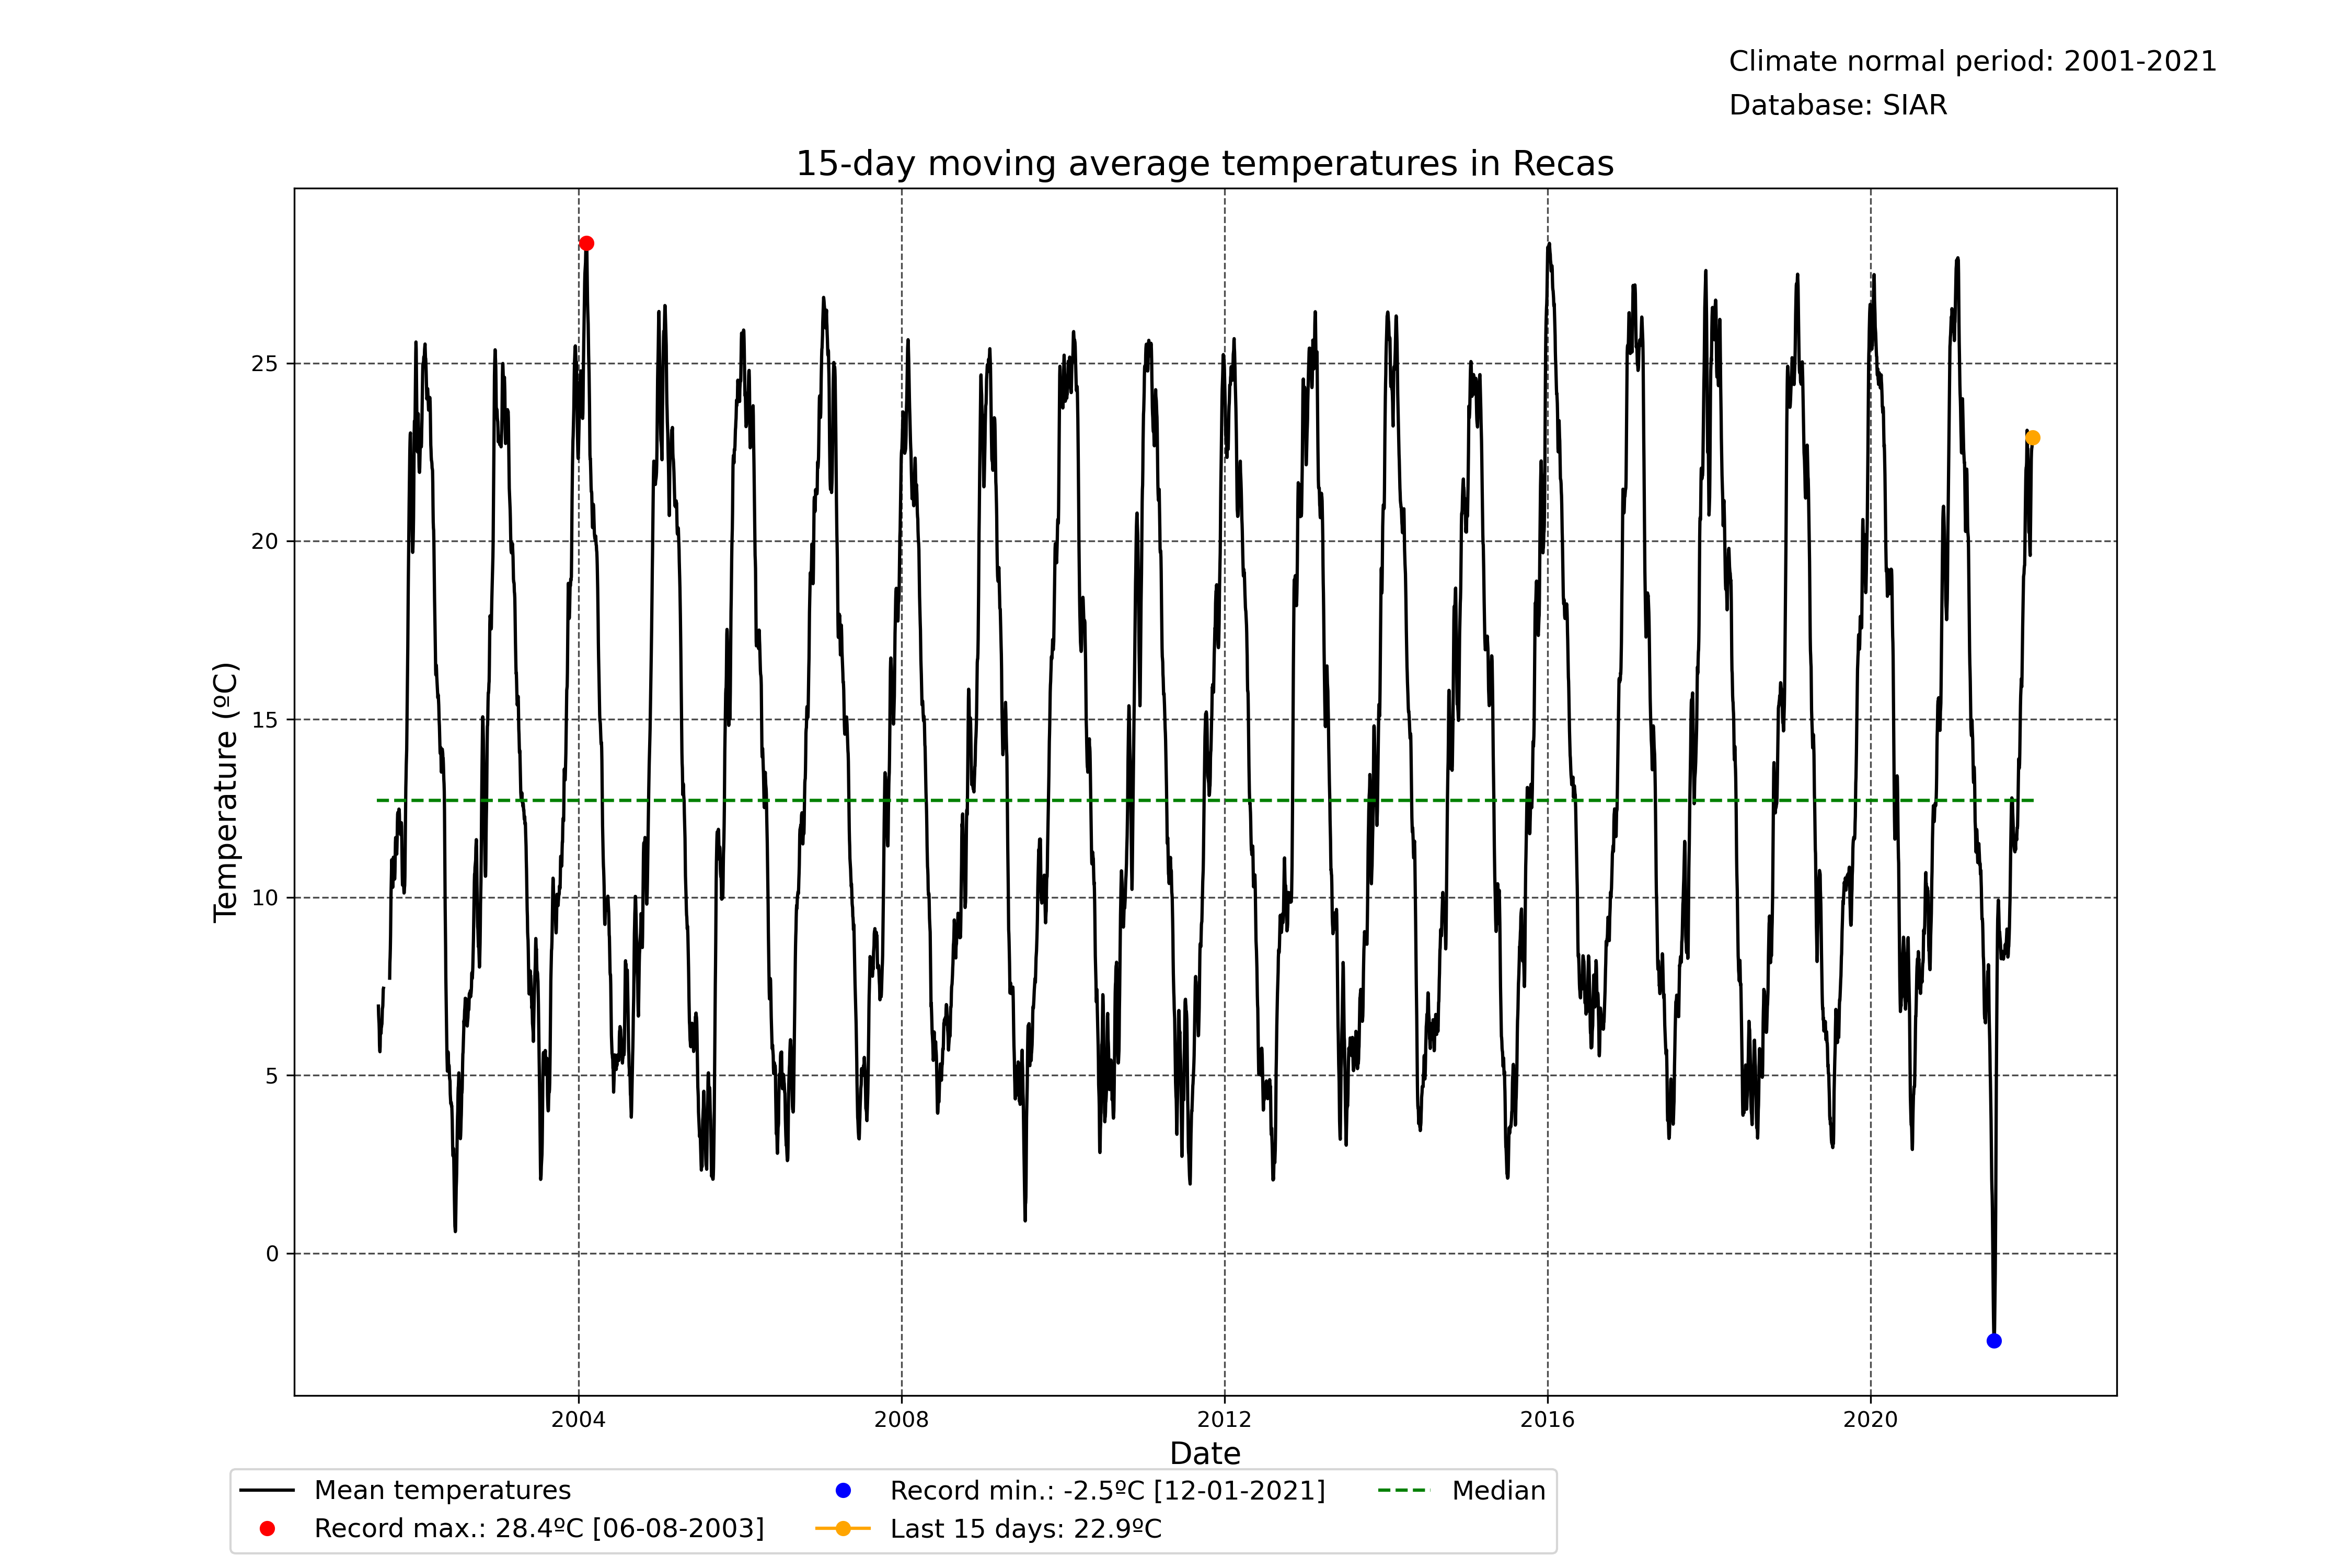 Climate normal period: 2001-2021
Database: SIAR
15-day moving average temperatures in Recas
Temperature (ºC)
25
20
15
10
5
0
2004 2008 2012 2016 2020
Date
Mean temperatures
Record max.: 28.4ºC [06-08-2003]
Record min.: -2.5ºC [12-01-2021]
Last 15 days: 22.9ºC
Median